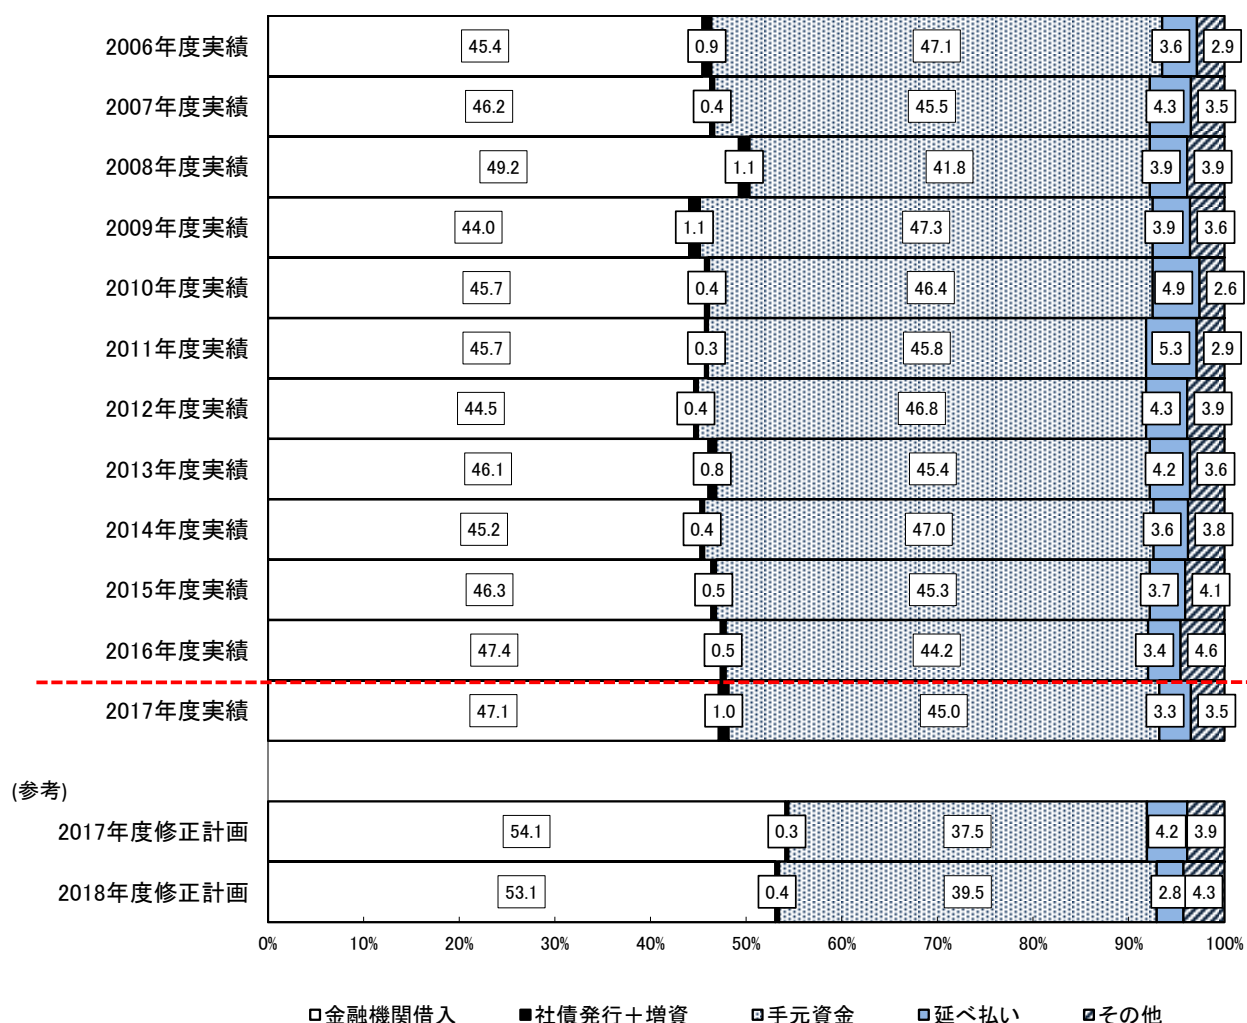 2006年度実績 45.4 0.9 47.1 3.6 2.9
2007年度実績 46.2 0.4 45.5 4.3 3.5
2008年度実績 49.2 1.1 41.8 3.9 3.9
2009年度実績 44.0 1.1 47.3 3.9 3.6
2010年度実績 45.7 0.4 46.4 4.9 2.6
2011年度実績 45.7 0.3 45.8 5.3 2.9
2012年度実績 44.5 0.4 46.8 4.3 3.9
2013年度実績 46.1 0.8 45.4 4.2 3.6
2014年度実績 45.2 0.4 47.0 3.6 3.8
2015年度実績 46.3 0.5 45.3 3.7 4.1
2016年度実績 47.4 0.5 44.2 3.4 4.6
2017年度実績 47.1 1.0 45.0 3.3 3.5
(参考)
2017年度修正計画 54.1 0.3 37.5 4.2 3.9
2018年度修正計画 53.1 0.4 39.5 2.8 4.3
0% 10% 20% 30% 40% 50% 60% 70% 80% 90% 100%
金融機関借入 社債発行＋増資 手元資金 延べ払い その他